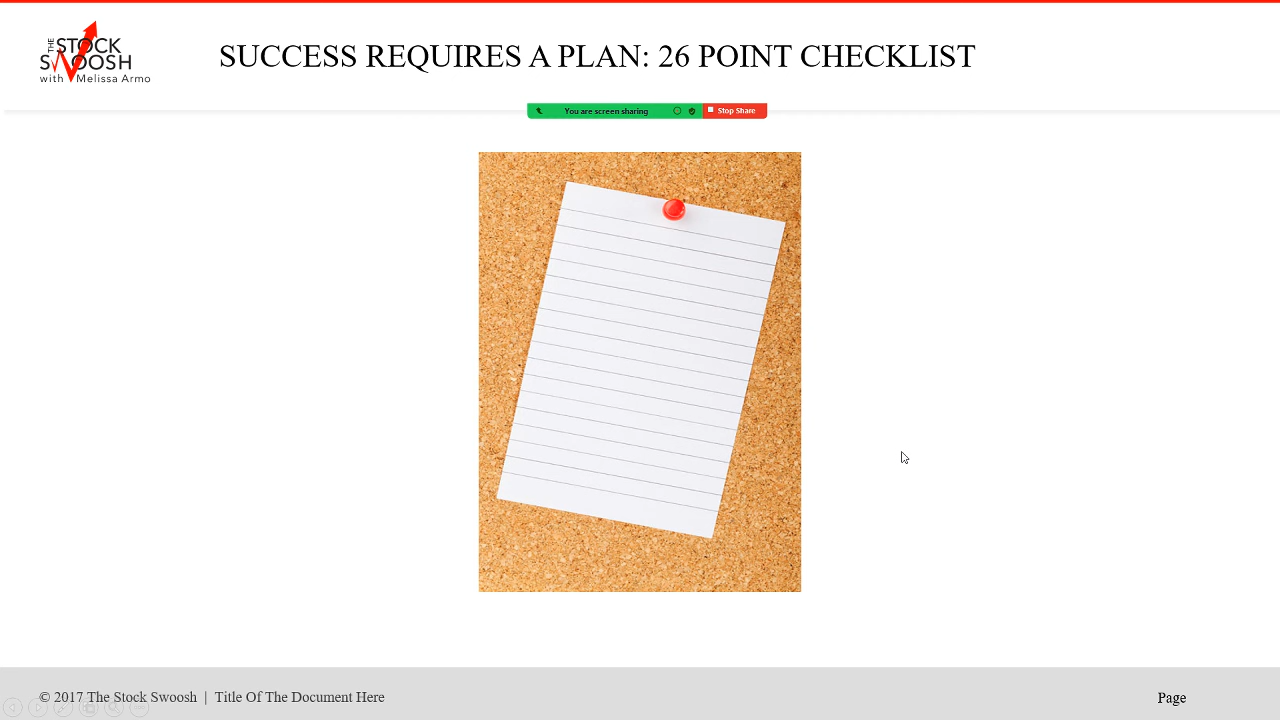 THE STOCK
SWOOSH
with Melissa Armo
SUCCESS REQUIRES A PLAN: 26 POINT CHECKLIST
You are screen sharing
Stop Share
© 2017 The Stock Swoosh | Title Of The Document Here
Page